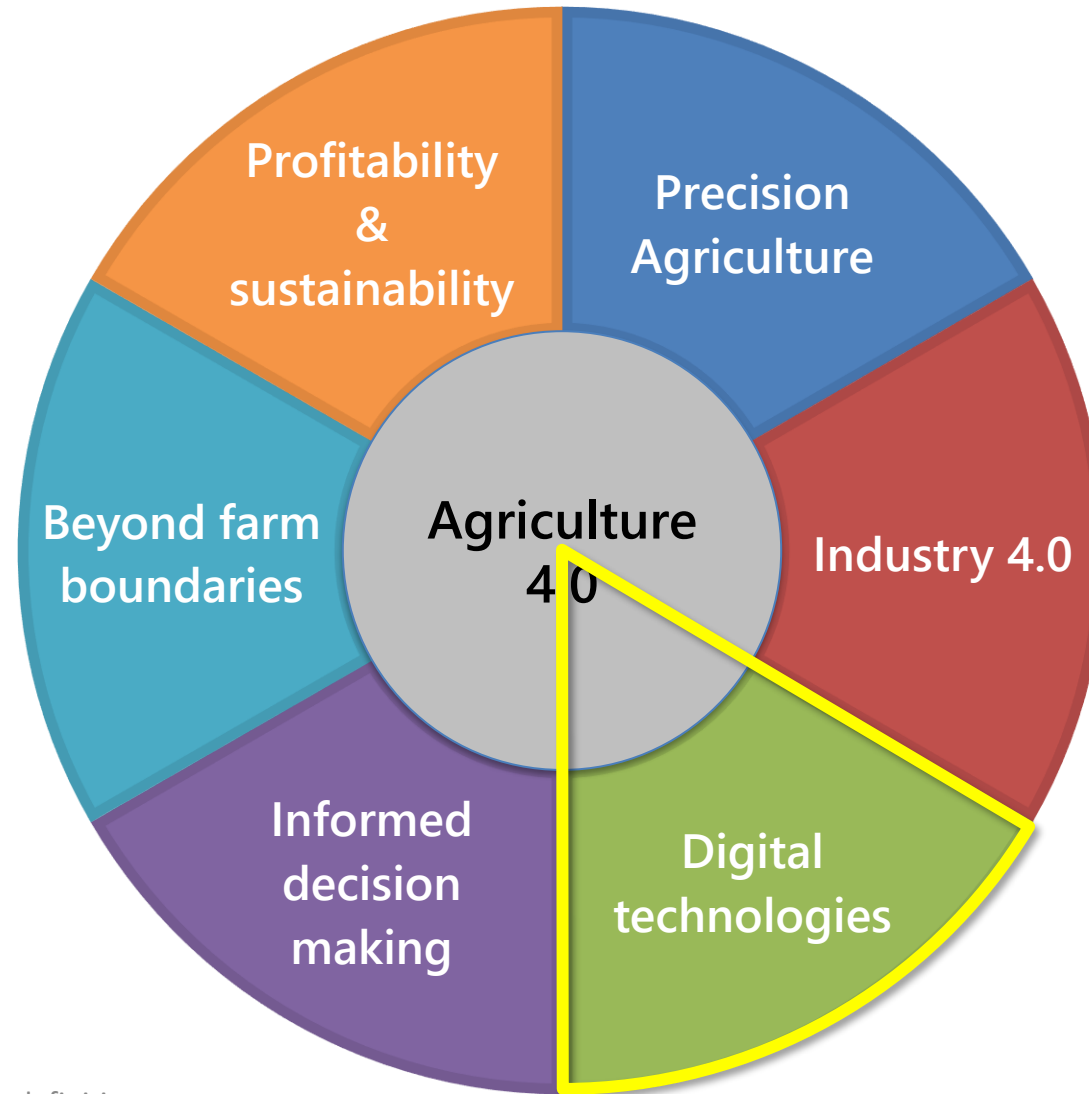 Profitability
&
sustainability
Precision
Agriculture
Beyond farm
boundaries
Agriculture
4.0
Industry 4.0
Informed
decision
making
Digital
technologies